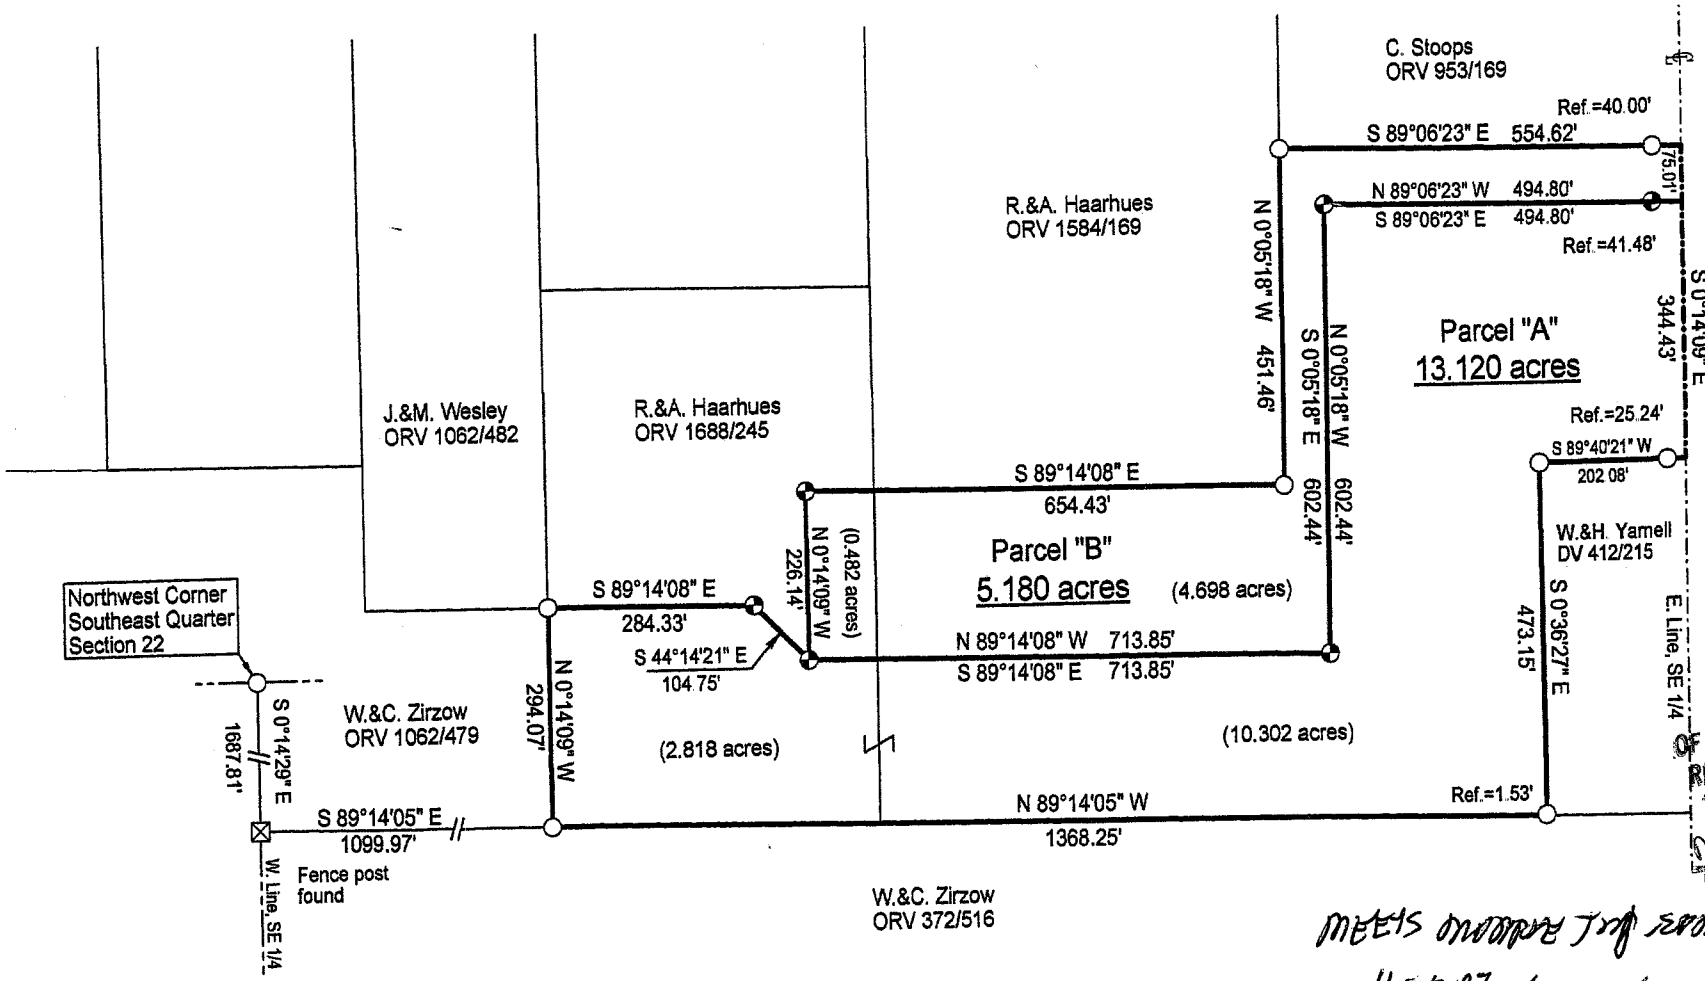 C. Stoops
ORV 953/169
Ref.=40.00'
S 89°06'23" E 554.62'
75.01'
N 89°06'23" W 494.80'
S 89°06'23" E 494.80'
Ref.=41.48'
R.&A. Haarhues
ORV 1584/169
N 0°05'18" W 451.46'
S 0°05'18" E 602.44'
N 0°05'18" W 602.44'
S 0°14'09" E
344.43'
Parcel "A"
13.120 acres
Ref.=25.24'
S 89°40'21" W
202.08'
J.&M. Wesley
ORV 1062/482
R.&A. Haarhues
ORV 1688/245
S 89°14'08" E
654.43'
N 0°14'09" W
226.14'
(0.482 acres)
Parcel "B"
5.180 acres
(4.698 acres)
W.&H. Yarnell
DV 412/215
S 0°36'27" E
473.15'
E. Line, SE 1/4
Northwest Corner
Southeast Quarter
Section 22
S 89°14'08" E
284.33'
S 44°14'21" E
104.75'
N 89°14'08" W 713.85'
S 89°14'08" E 713.85'
S 0°14'29" E
1687.81'
W.&C. Zirzow
ORV 1062/479
N 0°14'09" W
294.07'
(2.818 acres)
(10.302 acres)
OF
S 89°14'05" E
1099.97'
N 89°14'05" W
1368.25'
Ref.=1.53'
Fence post
found
W. Line, SE 1/4
W.&C. Zirzow
ORV 372/516